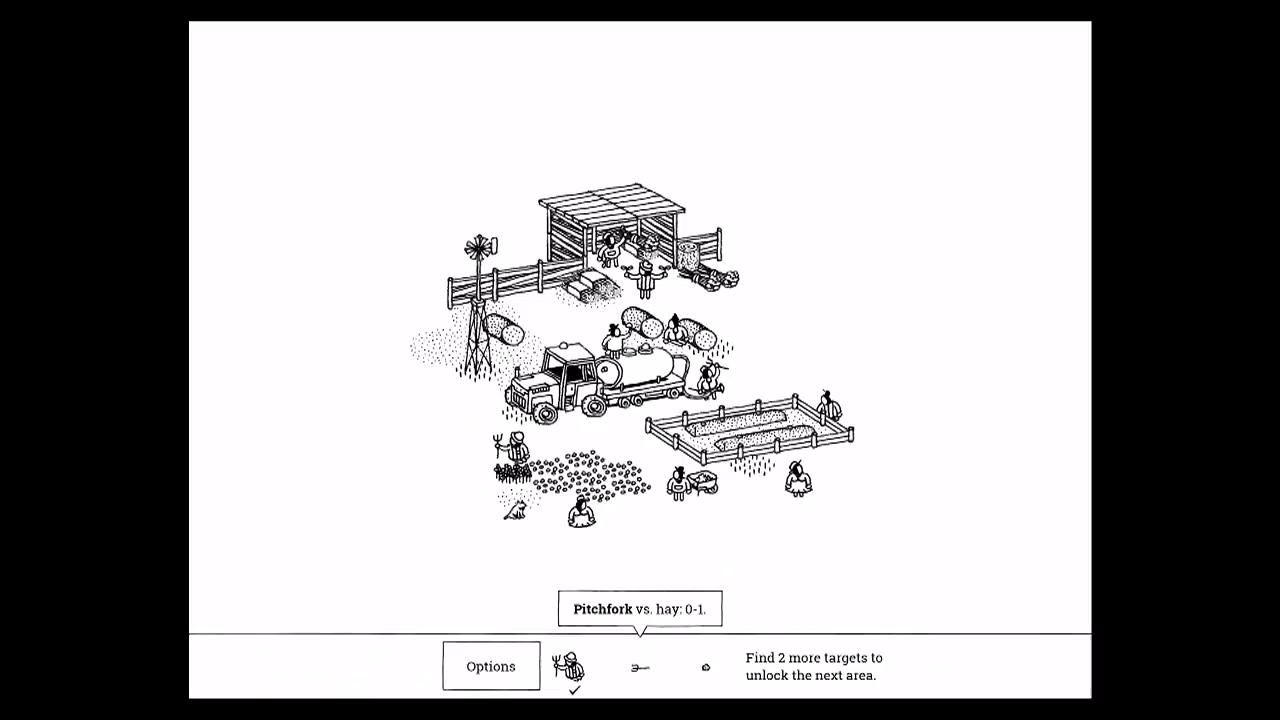 Pitchfork vs. hay: 0-1.
Options
Find 2 more targets to
unlock the next area.